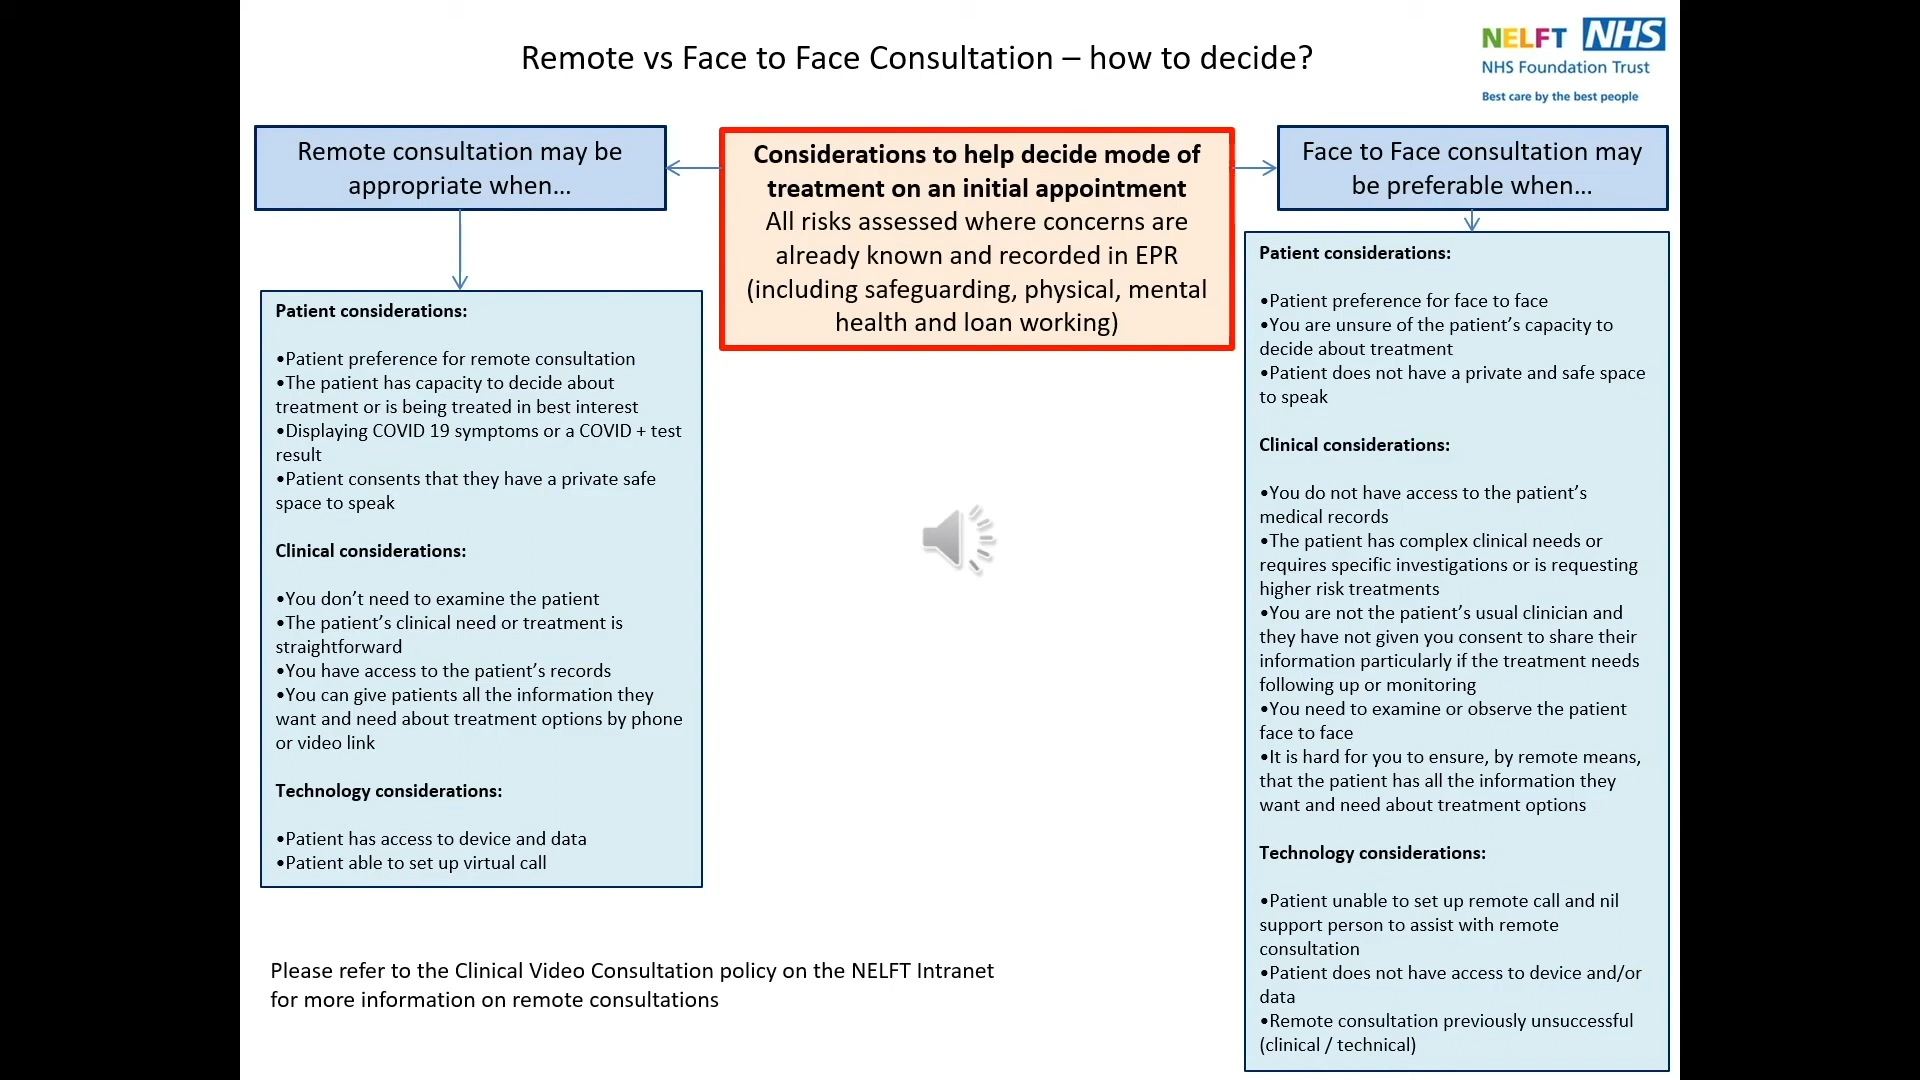 Remote vs Face to Face Consultation – how to decide?
NELFT NHS
NHS Foundation Trust
Best care by the best people
Remote consultation may be
appropriate when...
Considerations to help decide mode of
treatment on an initial appointment
All risks assessed where concerns are
already known and recorded in EPR
(including safeguarding, physical, mental
health and loan working)
Face to Face consultation may
be preferable when...
Patient considerations:
•Patient preference for remote consultation
•The patient has capacity to decide about
treatment or is being treated in best interest
•Displaying COVID 19 symptoms or a COVID + test
result
•Patient consents that they have a private safe
space to speak
Clinical considerations:
•You don’t need to examine the patient
•The patient’s clinical need or treatment is
straightforward
•You have access to the patient’s records
•You can give patients all the information they
want and need about treatment options by phone
or video link
Technology considerations:
•Patient has access to device and data
•Patient able to set up virtual call
Patient considerations:
•Patient preference for face to face
•You are unsure of the patient’s capacity to
decide about treatment
•Patient does not have a private and safe space
to speak
Clinical considerations:
•You do not have access to the patient’s
medical records
•The patient has complex clinical needs or
requires specific investigations or is requesting
higher risk treatments
•You are not the patient’s usual clinician and
they have not given you consent to share their
information particularly if the treatment needs
following up or monitoring
•You need to examine or observe the patient
face to face
•It is hard for you to ensure, by remote means,
that the patient has all the information they
want and need about treatment options
Technology considerations:
•Patient unable to set up remote call and nil
support person to assist with remote
consultation
•Patient does not have access to device and/or
data
•Remote consultation previously unsuccessful
(clinical / technical)
Please refer to the Clinical Video Consultation policy on the NELFT Intranet
for more information on remote consultations